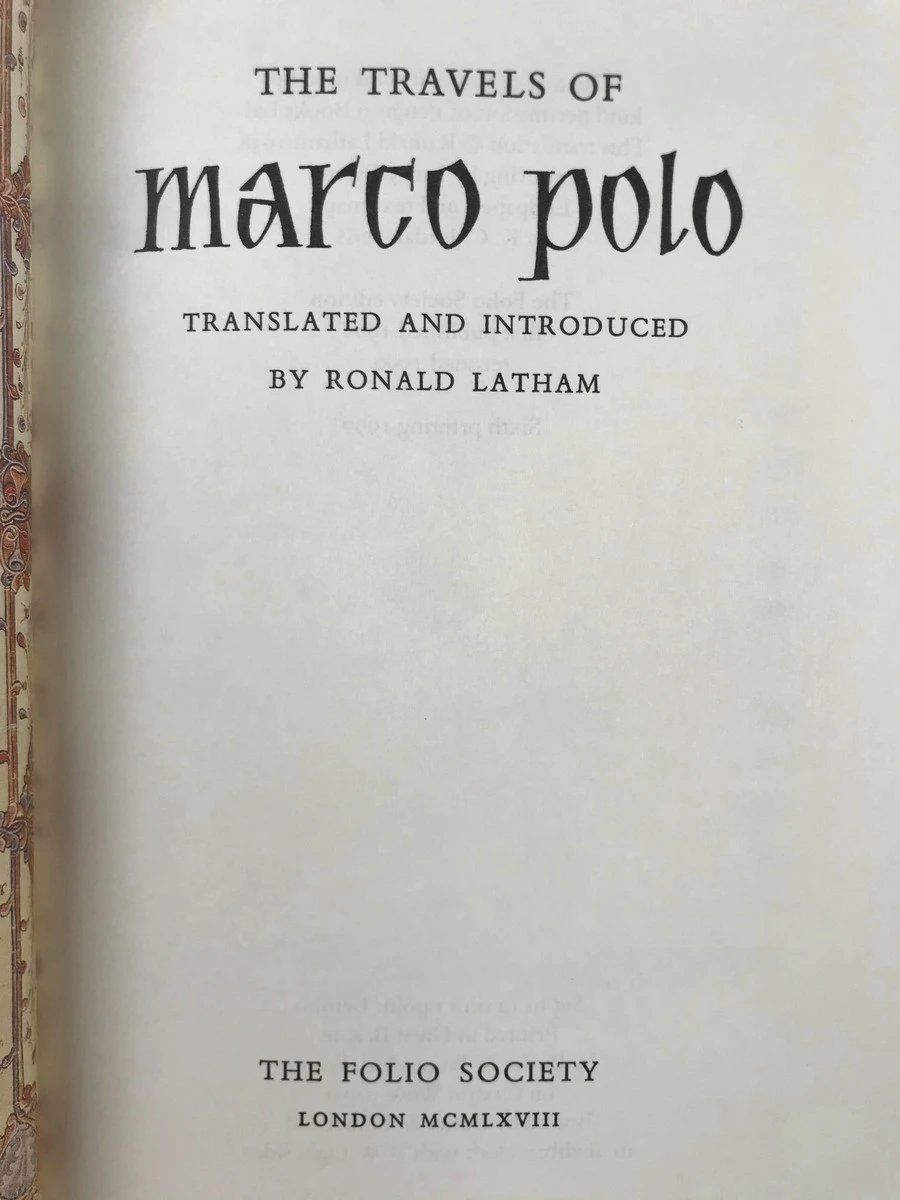 THE TRAVELS OF
marco polo
TRANSLATED AND INTRODUCED
BY RONALD LATHAM
THE FOLIO SOCIETY
LONDON MCMLXVIII